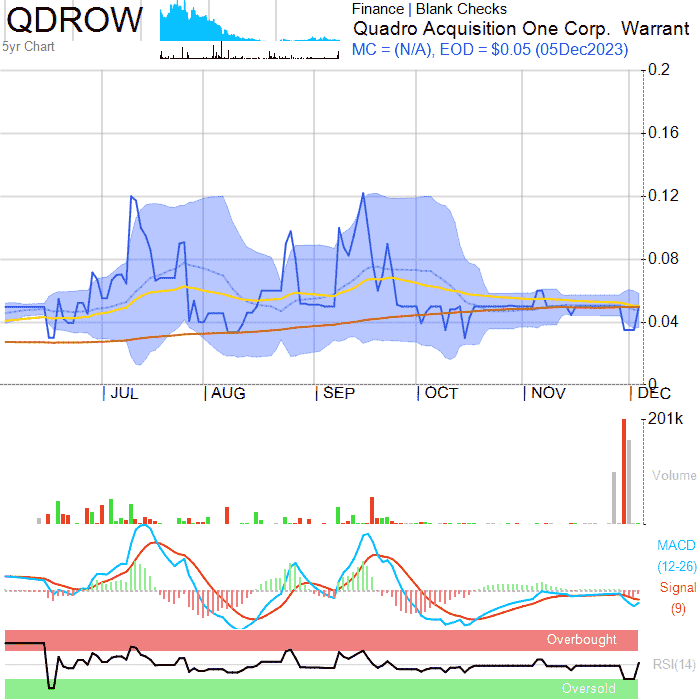 QDROW
5yr Chart
Finance | Blank Checks
Quadro Acquisition One Corp. Warrant
MC = (N/A), EOD = $0.05 (05Dec2023)
0.2
0.16
0.12
0.08
0.04
0
JUL AUG SEP OCT NOV DEC
201k
Volume
MACD
(12-26)
Signal
(9)
Overbought
RSI(14)
Oversold